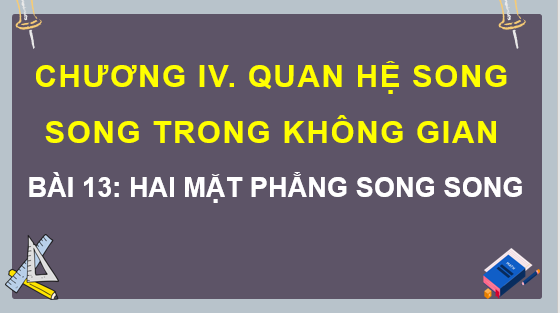 CHƯƠNG IV. QUAN HỆ SONG
SONG TRONG KHÔNG GIAN
BÀI 13: HAI MẶT PHẲNG SONG SONG